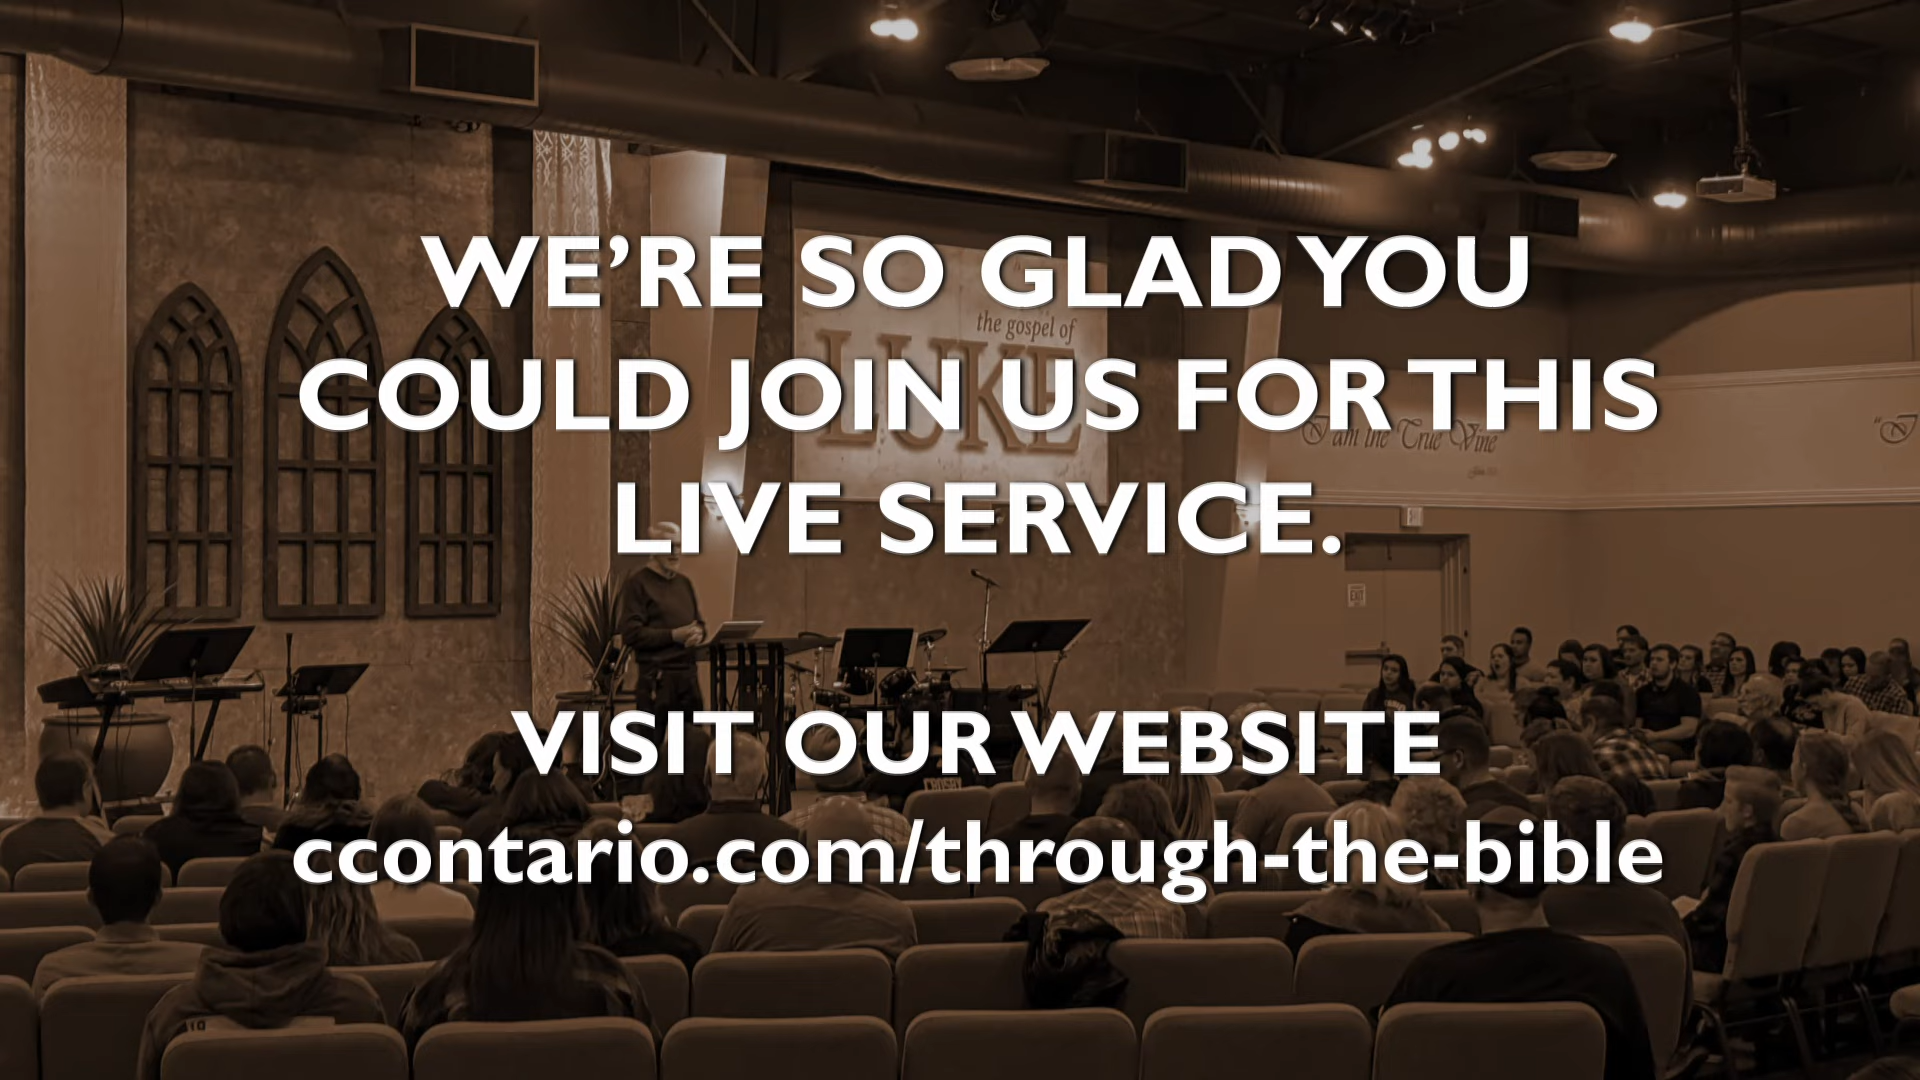 WE’RE SO GLAD YOU
COULD JOIN US FOR THIS
LIVE SERVICE.
VISIT OUR WEBSITE
ccontario.com/through-the-bible
the gospel of
LUKE
I am the True Vine
EXIT